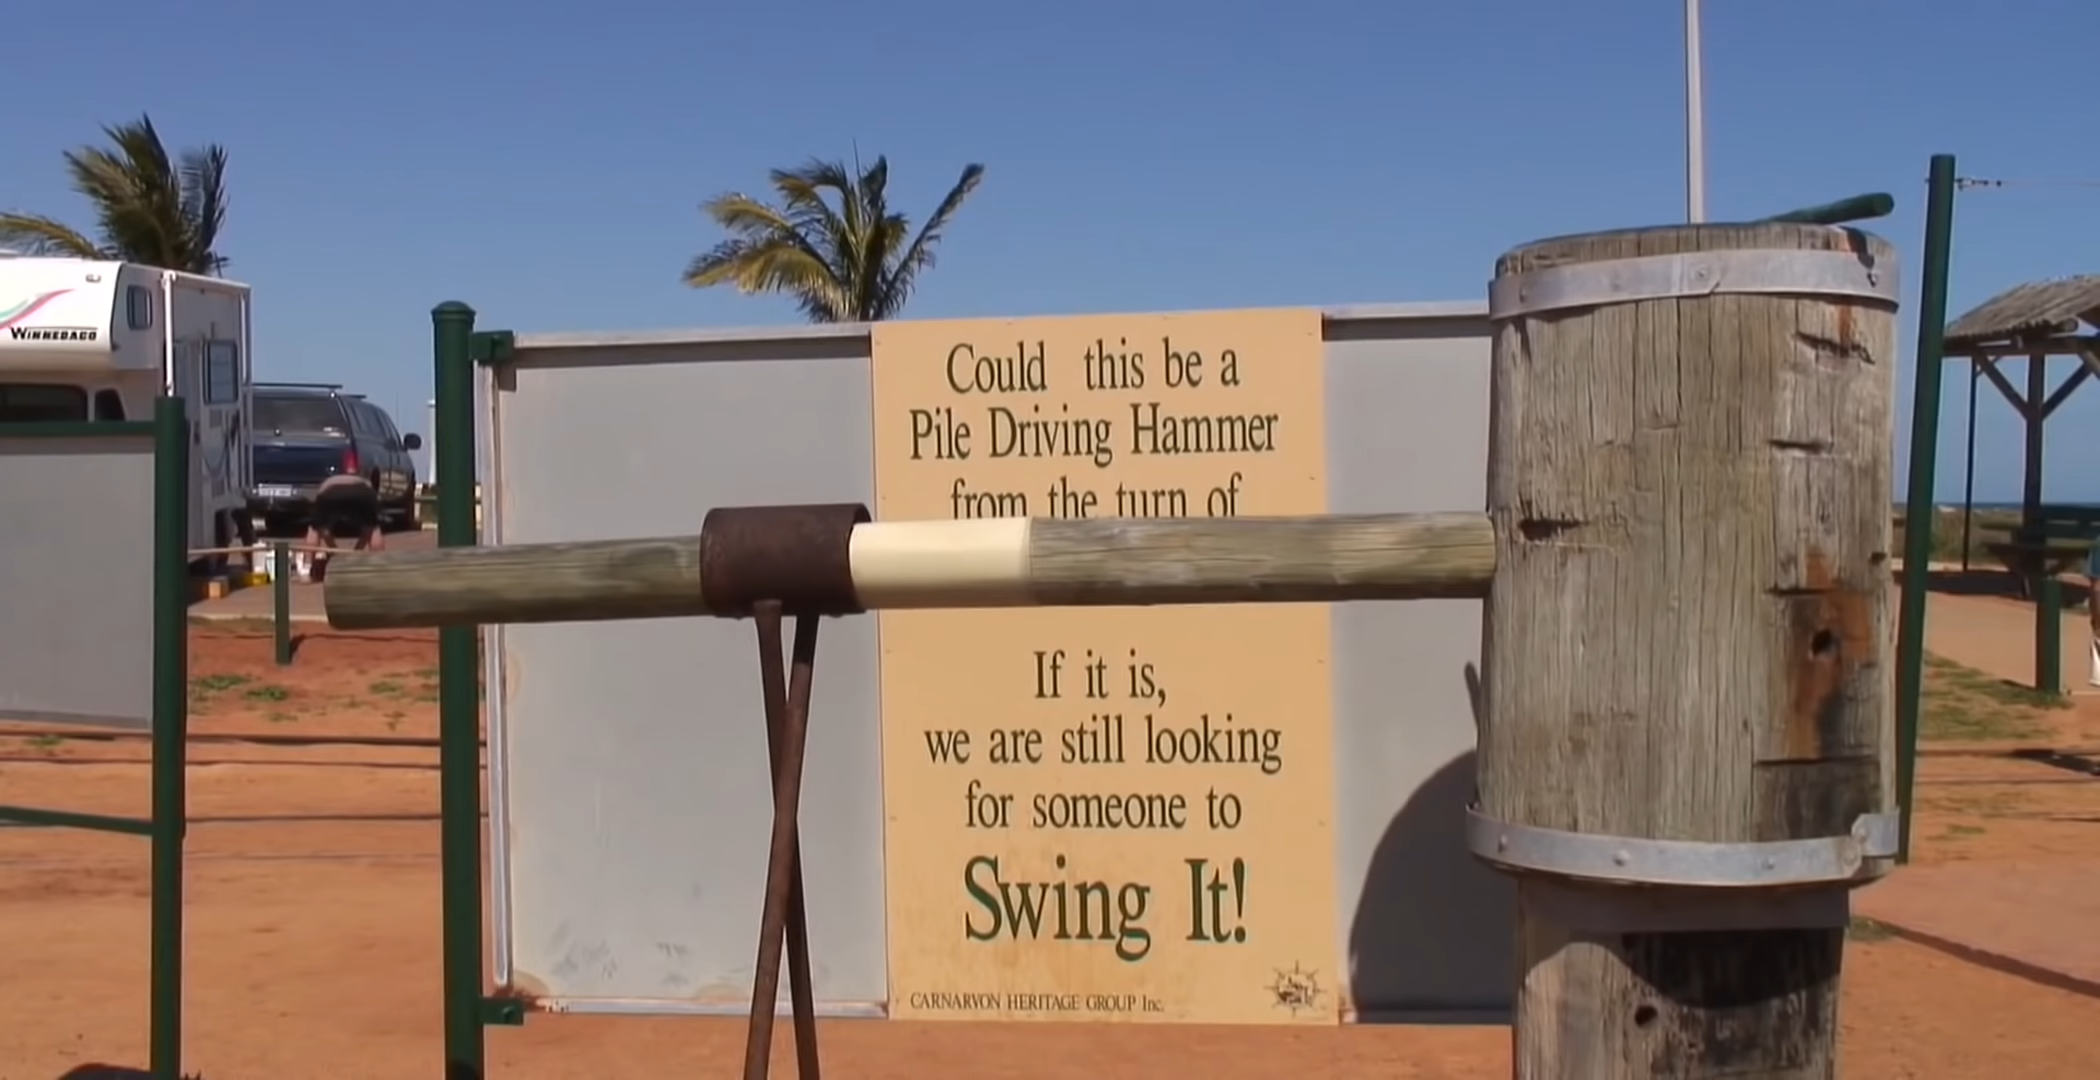 WINNEBAGO
Could this be a
Pile Driving Hammer
from the turn of
If it is,
we are still looking
for someone to
Swing It!
CARNARVON HERITAGE GROUP Inc.